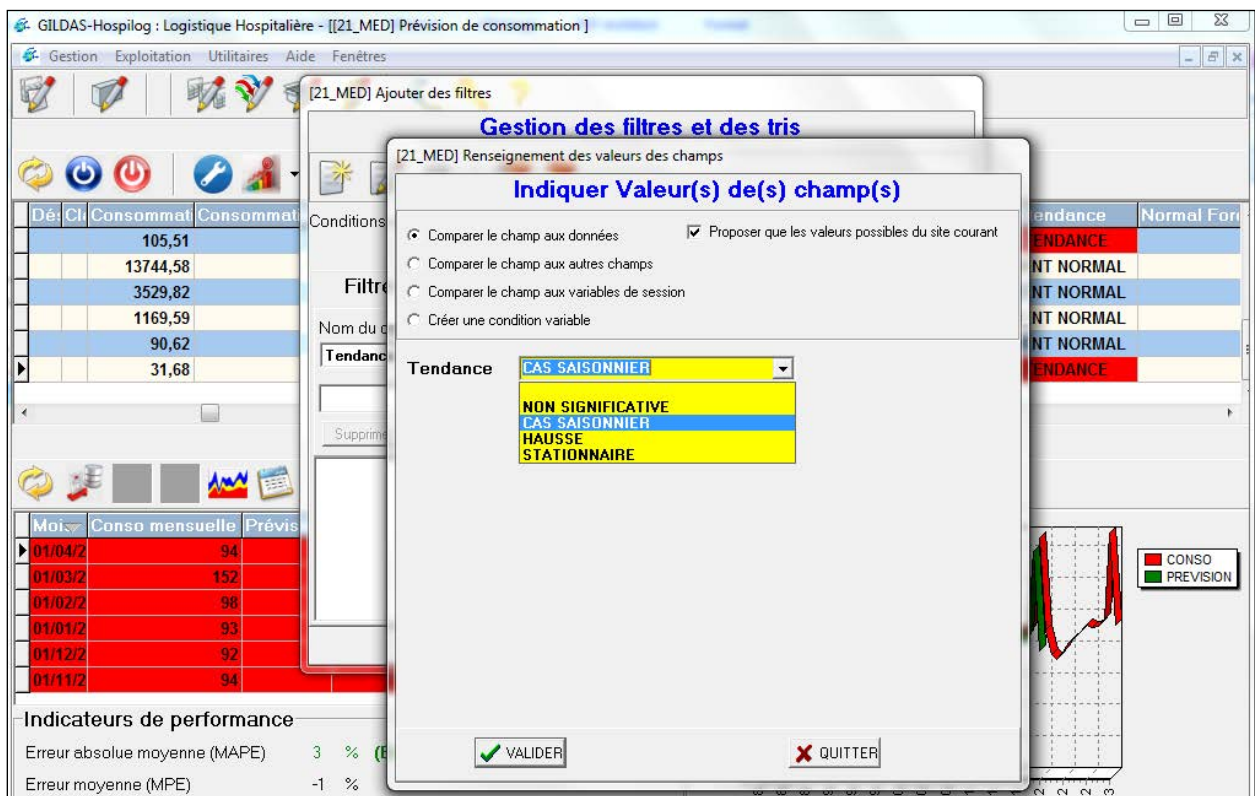 GILDAS-Hospilog : Logistique Hospitalière - [[21_MED] Prévision de consommation ]
Gestion Exploitation Utilitaires Aide Fenêtres
[21_MED] Ajouter des filtres
Gestion des filtres et des tris
[21_MED] Renseignement des valeurs des champs
Indiquer Valeur(s) de(s) champ(s)
Dés Cl Consommat Consommat
105,51
13744,58
3529,82
1169,59
90,62
31,68
Conditions
Filtre
Nom du c
Tendanc
Supprime
Comparer le champ aux données
Proposer que les valeurs possibles du site courant
Comparer le champ aux autres champs
Comparer le champ aux variables de session
Créer une condition variable
Tendance CAS SAISONNIER
NON SIGNIFICATIVE
CAS SAISONNIER
HAUSSE
STATIONNAIRE
endance Normal Fore
ENDANCE
NT NORMAL
NT NORMAL
NT NORMAL
NT NORMAL
ENDANCE
Mois Conso mensuelle Prévis
01/04/2 94
01/03/2 152
01/02/2 98
01/01/2 93
01/12/2 92
01/11/2 94
CONSO
PREVISION
Indicateurs de performance
Erreur absolue moyenne (MAPE) 3 %
Erreur moyenne (MPE) -1 %
VALIDER
QUITTER